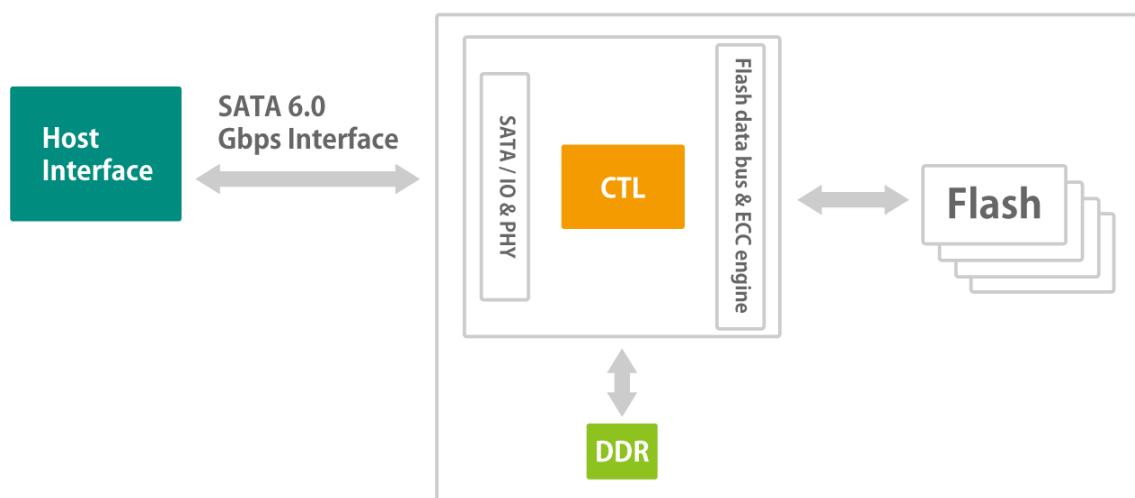 Host
Interface
SATA 6.0
Gbps Interface
SATA / IO & PHY
CTL
Flash data bus & ECC engine
Flash
DDR